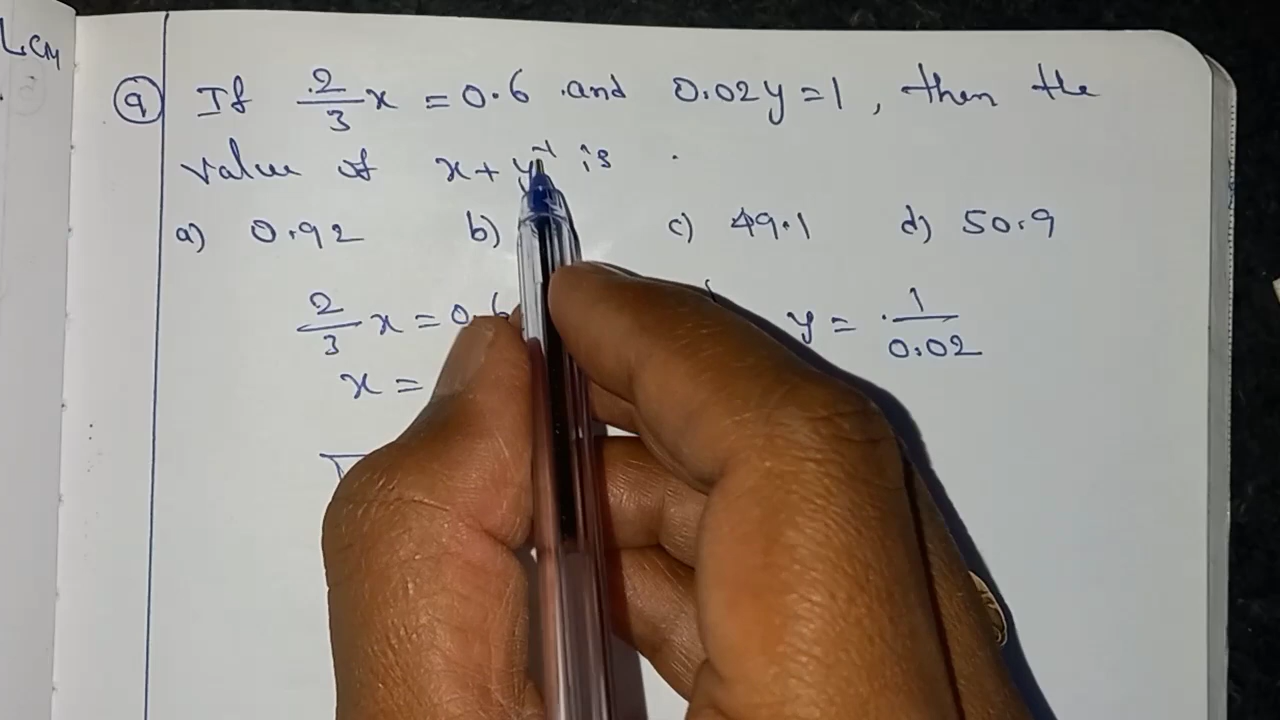 LCM
9 If 2/3 x = 0.6 and 0.02y = 1, then the
value of x + y⁻¹ is
a) 0.92 b) c) 49.1 d) 50.9
2/3 x = 0.6 y = 1/0.02
x =